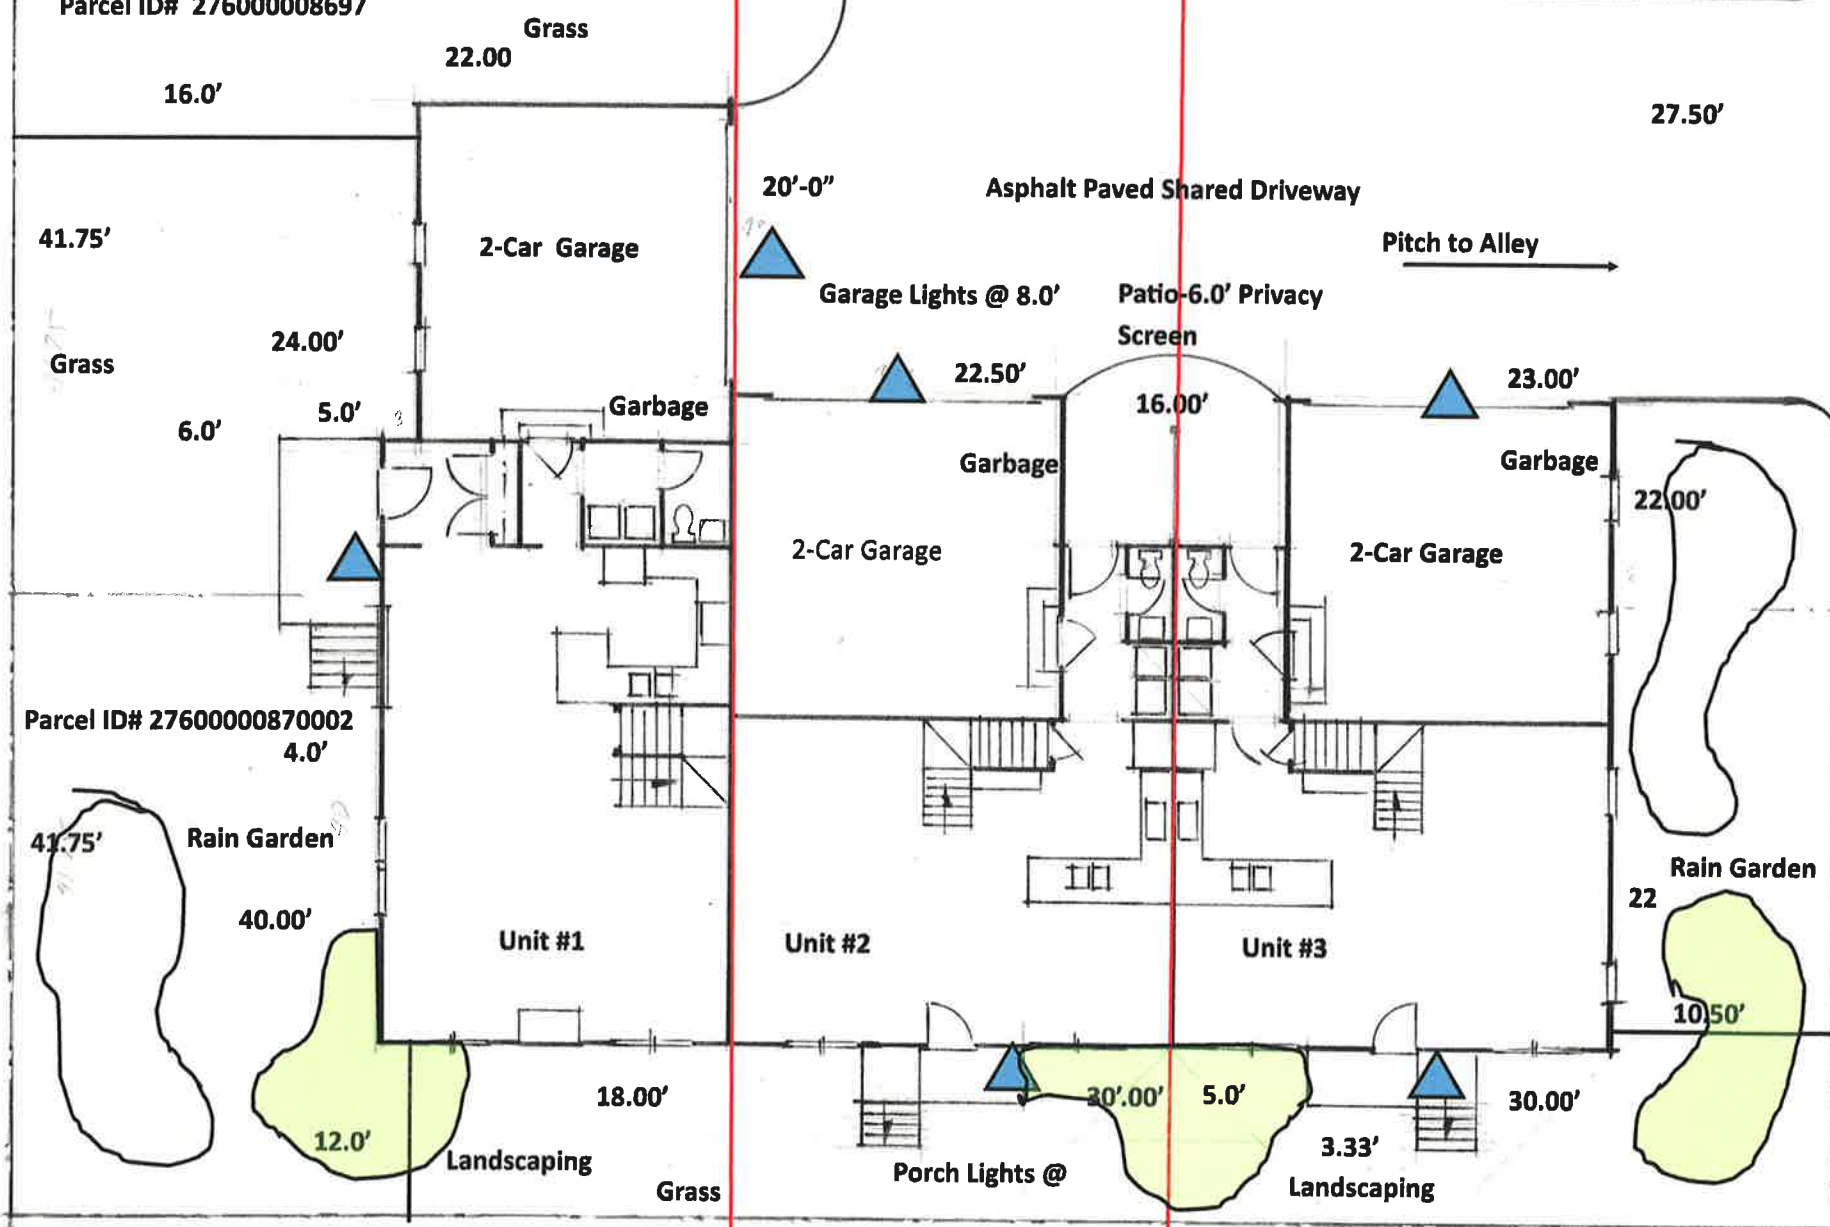 Parcel ID# 276000008697
Grass
22.00
16.0’
27.50’
20’-0”
Asphalt Paved Shared Driveway
41.75’
2-Car Garage
Pitch to Alley
Garage Lights @ 8.0’
Patio-6.0’ Privacy
Screen
24.00’
Grass
22.50’
23.00’
16.00’
5.0’
Garbage
6.0’
Garbage
Garbage
22.00’
2-Car Garage
2-Car Garage
Parcel ID# 27600000870002
4.0’
41.75’
Rain Garden
Rain Garden
22
40.00’
Unit #1
Unit #2
Unit #3
10.50’
18.00’
30’.00’
5.0’
30.00’
12.0’
3.33’
Landscaping
Porch Lights @
Landscaping
Grass